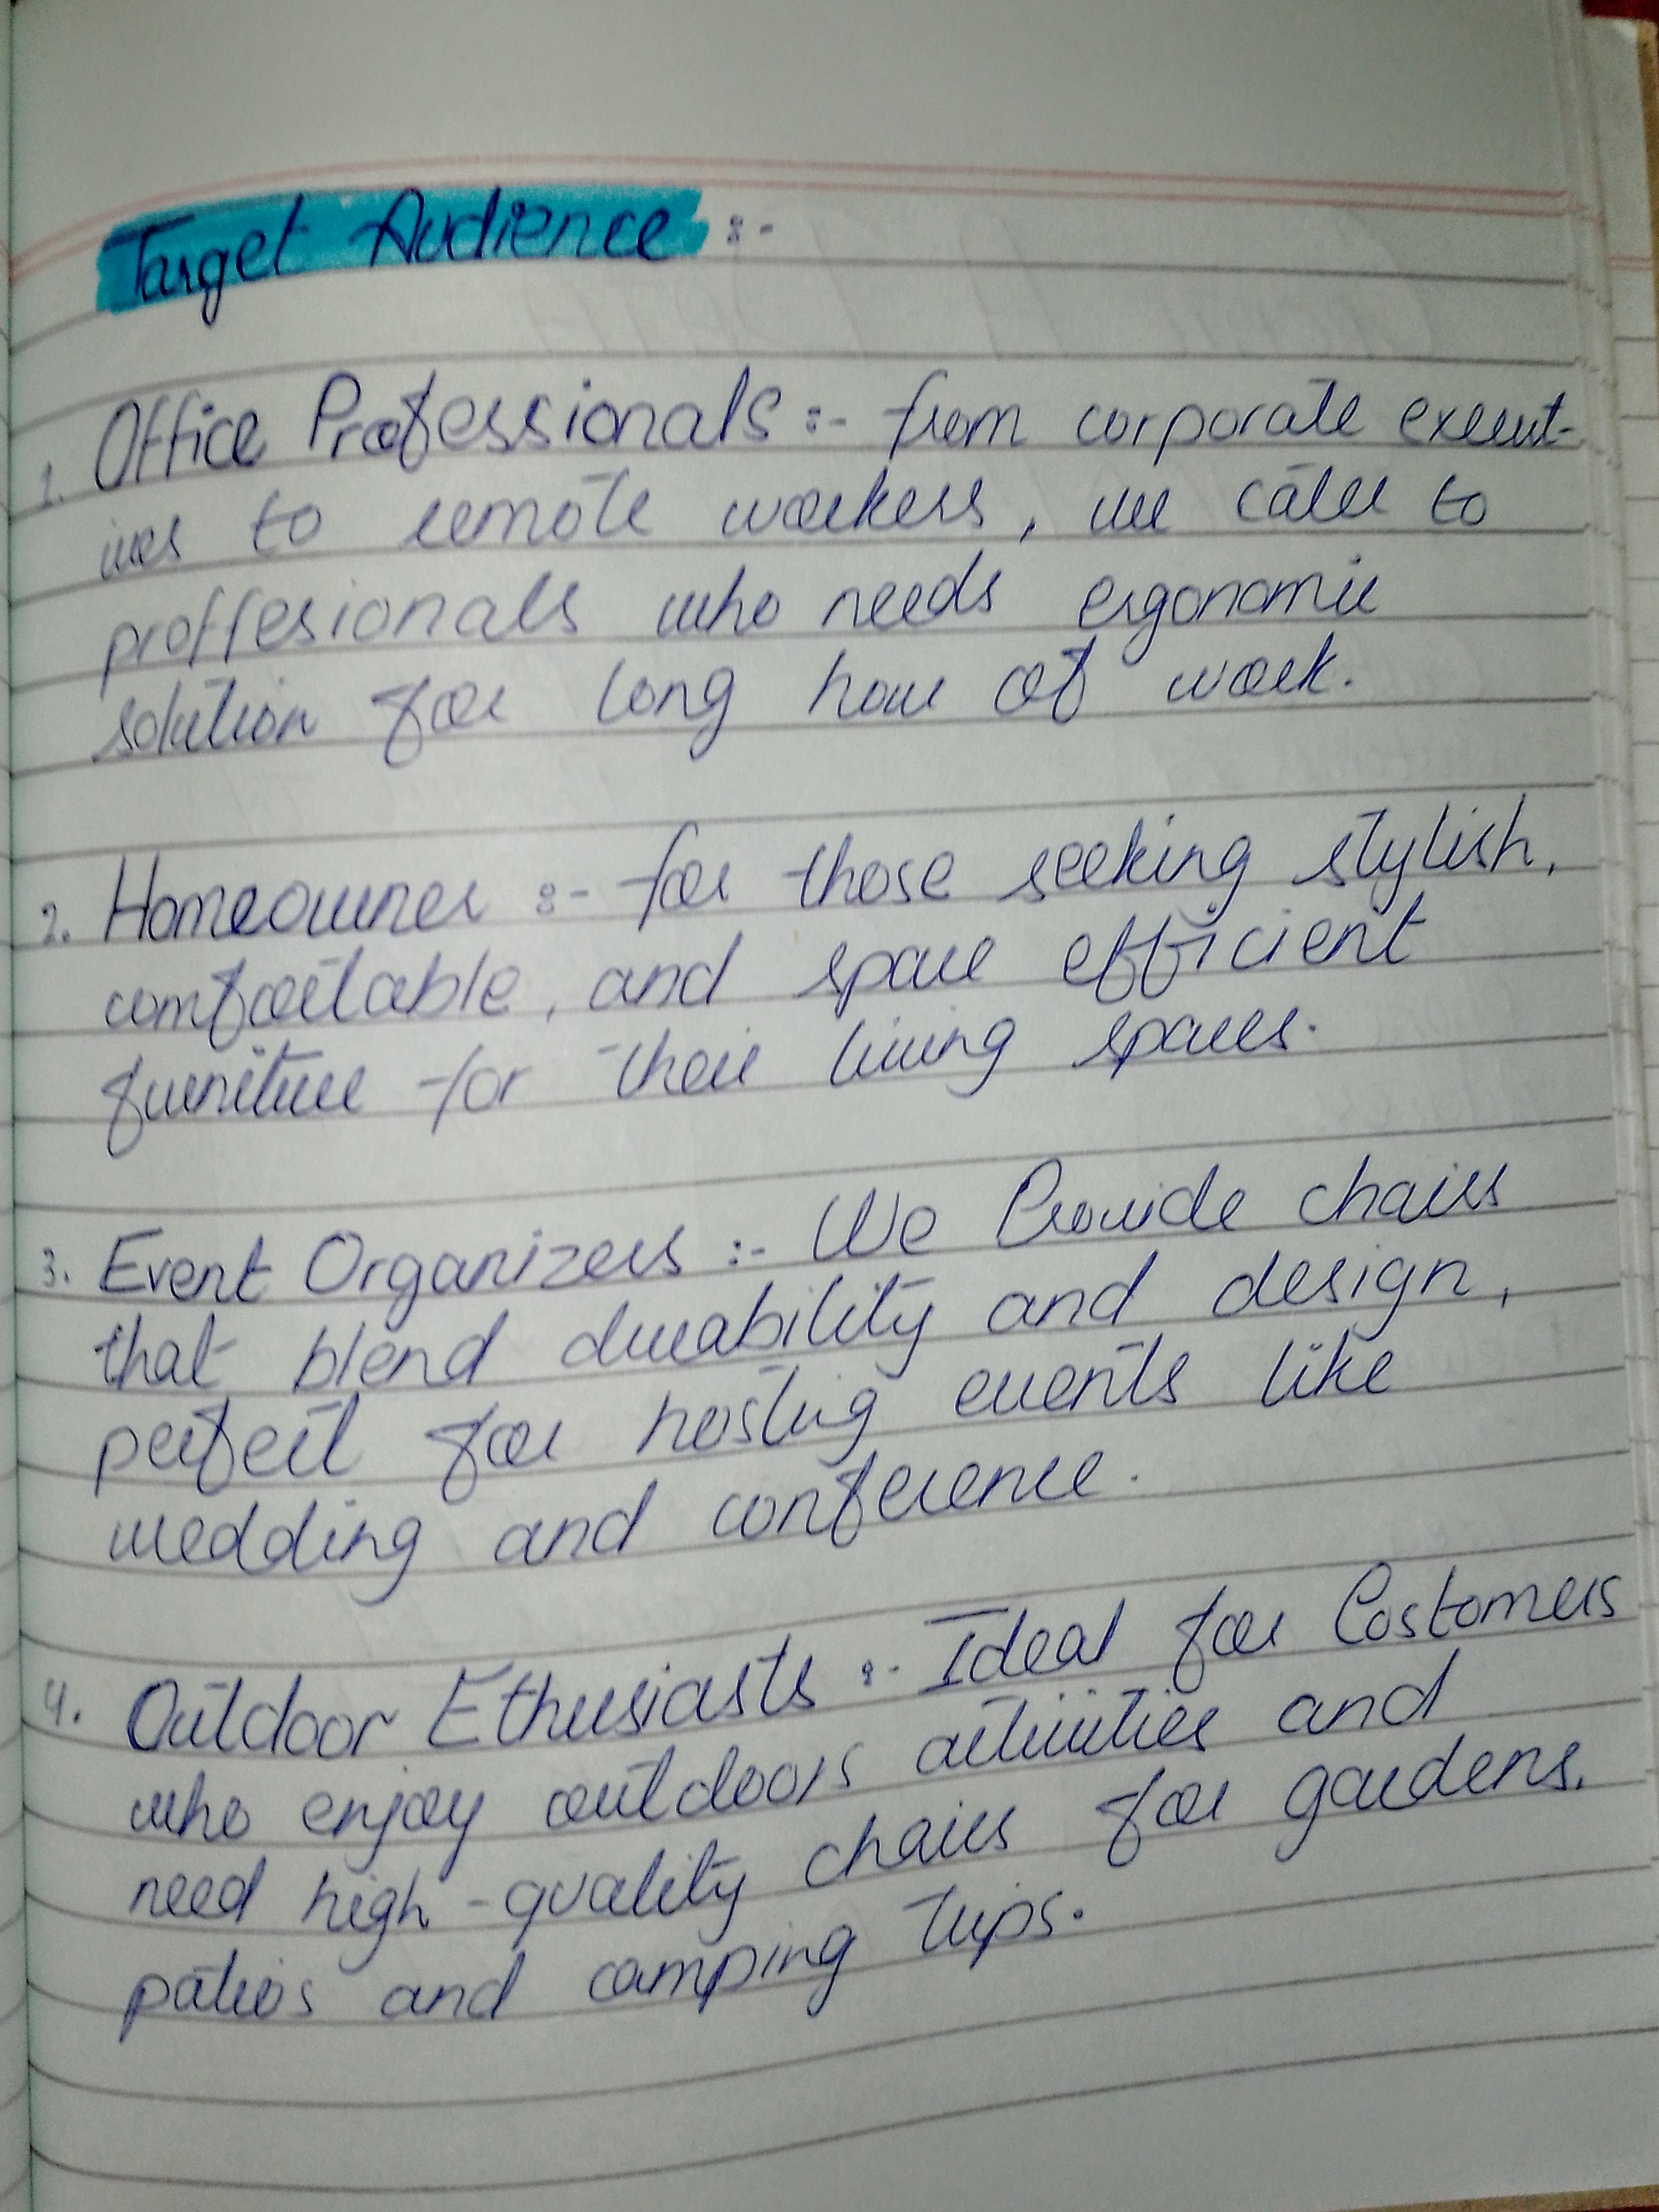 Target Audience :-
1. Office Professionals :- from corporate execut-
ives to remote workers, we cater to
proffesionals who needs ergonomic
solution for long hour of work.
2. Homeowner :- for those seeking stylish,
comfortable, and space efficient
furniture for their living spaces.
3. Event Organizers :- We Provide chairs
that blend durability and design,
perfect for hosting events like
wedding and conference.
4. Outdoor Ethusiasts :- Ideal for Costomers
who enjoy outdoors activities and
need high-quality chairs for gardens,
patios and camping trips.